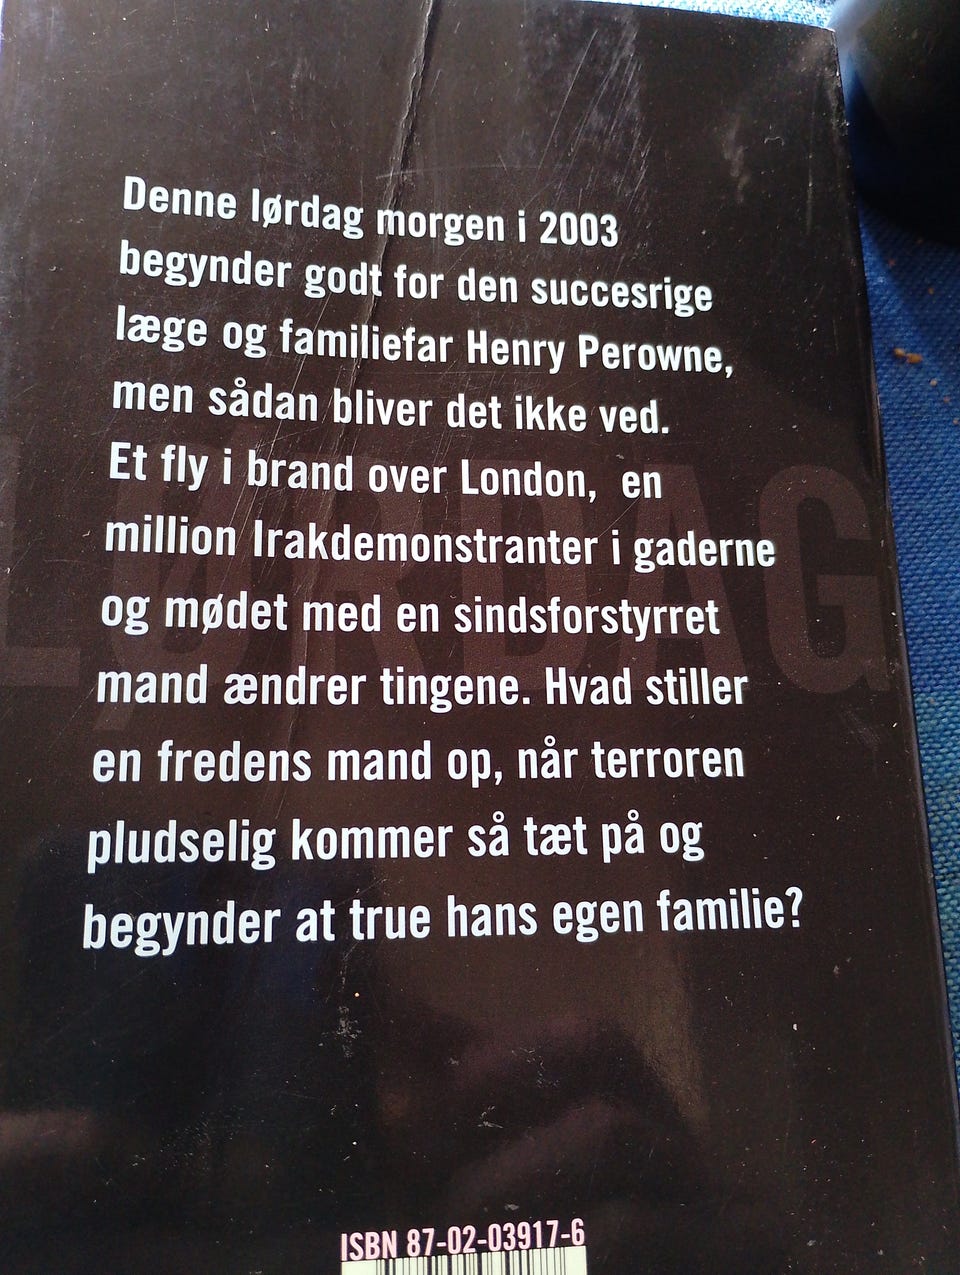 Denne lørdag morgen i 2003
begynder godt for den succesrige
læge og familiefar Henry Perowne,
men sådan bliver det ikke ved.
Et fly i brand over London, en
million Irakdemonstranter i gaderne
og mødet med en sindsforstyrret
mand ændrer tingene. Hvad stiller
en fredens mand op, når terroren
pludselig kommer så tæt på og
begynder at true hans egen familie?
LØRDAG
ISBN 87-02-03917-6